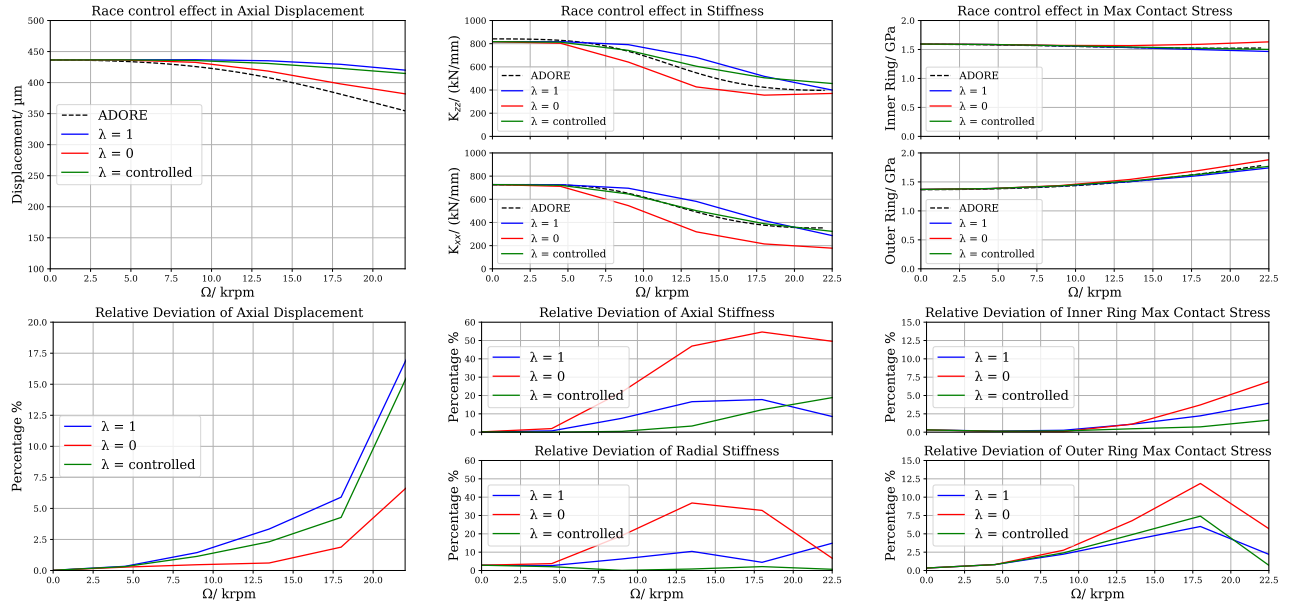 Race control effect in Axial Displacement
500
450
400
350
300
250
200
150
100
Displacement/ µm
ADORE
λ = 1
λ = 0
λ = controlled
0.0 2.5 5.0 7.5 10.0 12.5 15.0 17.5 20.0
Ω/ krpm
Race control effect in Stiffness
1000
800
600
400
200
0
K_zz/ (kN/mm)
ADORE
λ = 1
λ = 0
λ = controlled
1000
800
600
400
200
0
K_xx/ (kN/mm)
ADORE
λ = 1
λ = 0
λ = controlled
0.0 2.5 5.0 7.5 10.0 12.5 15.0 17.5 20.0 22.5
Ω/ krpm
Race control effect in Max Contact Stress
2.0
1.5
1.0
0.5
0.0
Inner Ring/ GPa
ADORE
λ = 1
λ = 0
λ = controlled
2.0
1.5
1.0
0.5
0.0
Outer Ring/ GPa
ADORE
λ = 1
λ = 0
λ = controlled
0.0 2.5 5.0 7.5 10.0 12.5 15.0 17.5 20.0 22.5
Ω/ krpm
Relative Deviation of Axial Displacement
20.0
17.5
15.0
12.5
10.0
7.5
5.0
2.5
0.0
Percentage %
λ = 1
λ = 0
λ = controlled
0.0 2.5 5.0 7.5 10.0 12.5 15.0 17.5 20.0
Ω/ krpm
Relative Deviation of Axial Stiffness
60
50
40
30
20
10
0
Percentage %
λ = 1
λ = 0
λ = controlled
Relative Deviation of Radial Stiffness
60
50
40
30
20
10
0
Percentage %
λ = 1
λ = 0
λ = controlled
0.0 2.5 5.0 7.5 10.0 12.5 15.0 17.5 20.0 22.5
Ω/ krpm
Relative Deviation of Inner Ring Max Contact Stress
15.0
12.5
10.0
7.5
5.0
2.5
0.0
Percentage %
λ = 1
λ = 0
λ = controlled
Relative Deviation of Outer Ring Max Contact Stress
15.0
12.5
10.0
7.5
5.0
2.5
0.0
Percentage %
λ = 1
λ = 0
λ = controlled
0.0 2.5 5.0 7.5 10.0 12.5 15.0 17.5 20.0 22.5
Ω/ krpm